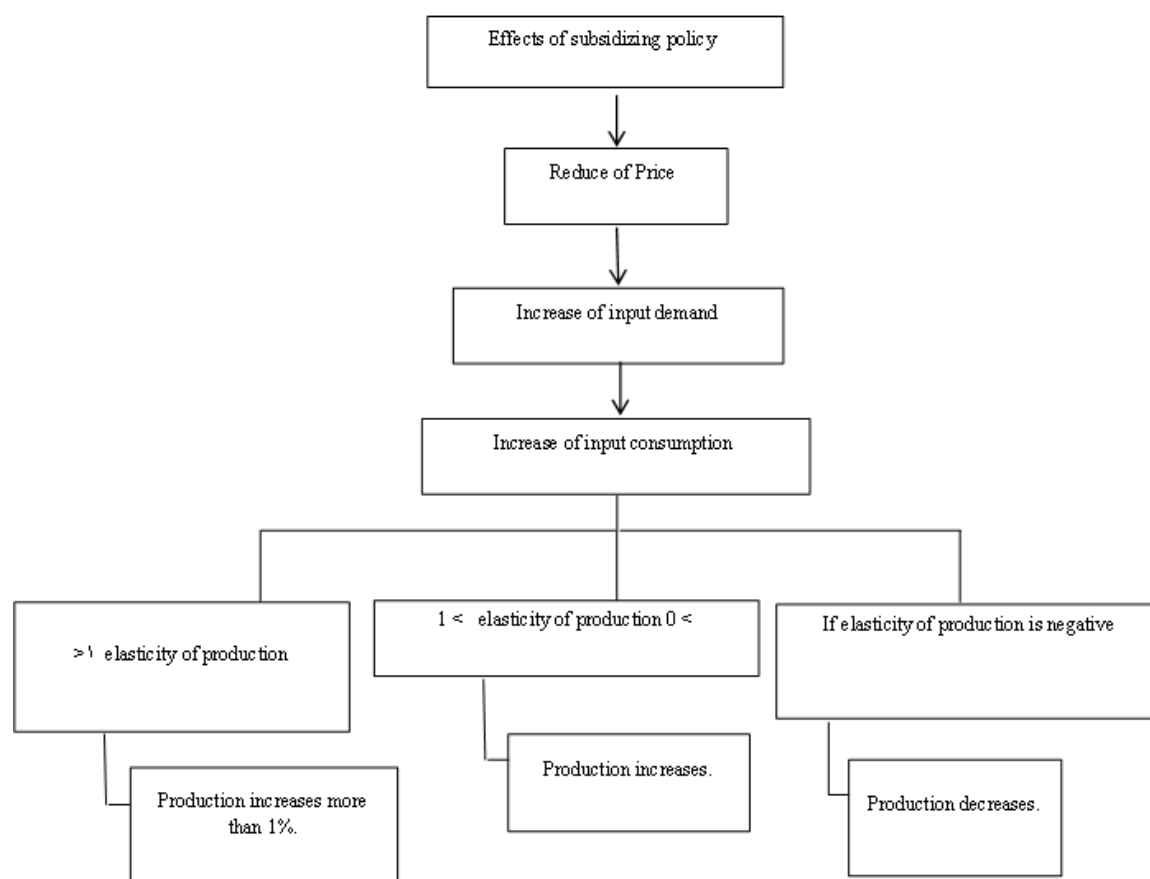 Effects of subsidizing policy
Reduce of Price
Increase of input demand
Increase of input consumption
>١ elasticity of production
1 < elasticity of production 0 <
If elasticity of production is negative
Production increases more
than 1%.
Production increases.
Production decreases.